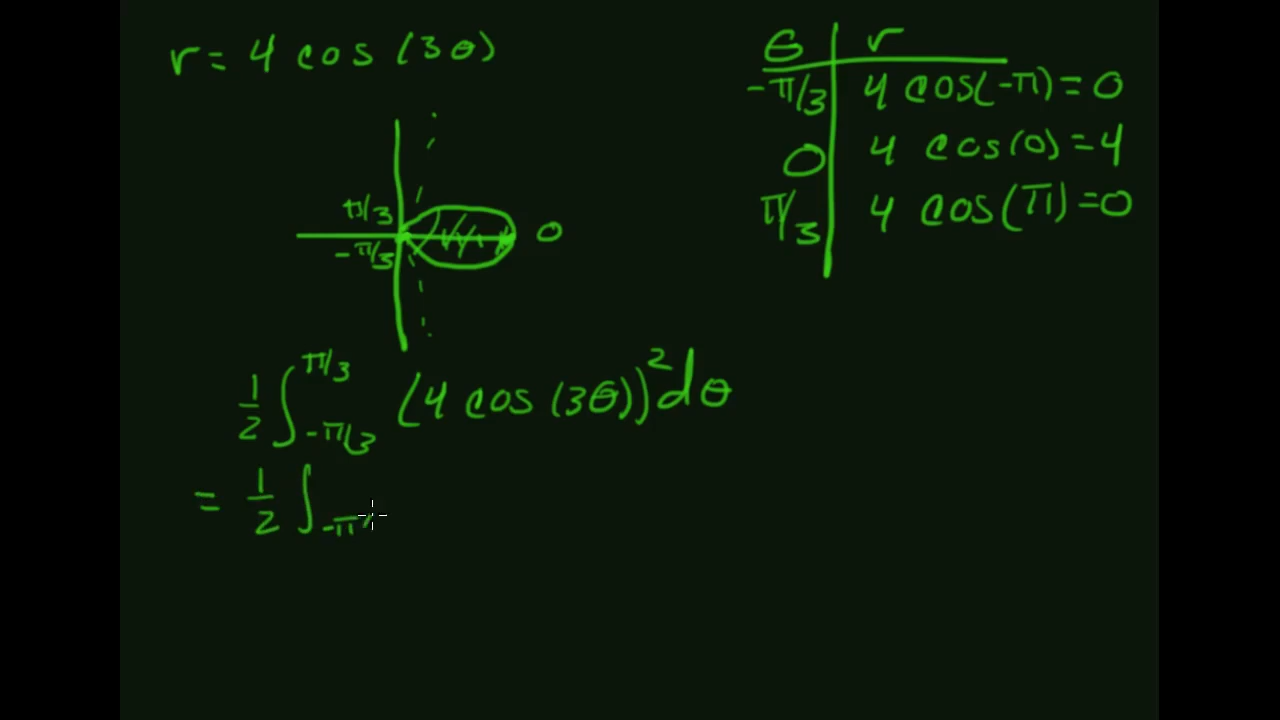 r = 4 cos (3θ)
θ r
-π/3 4 cos(-π) = 0
0 4 cos(0) = 4
π/3 4 cos(π) = 0
π/3
-π/3
0
1/2 ∫_{-π/3}^{π/3} (4 cos (3θ))² dθ
= 1/2 ∫_{-π/